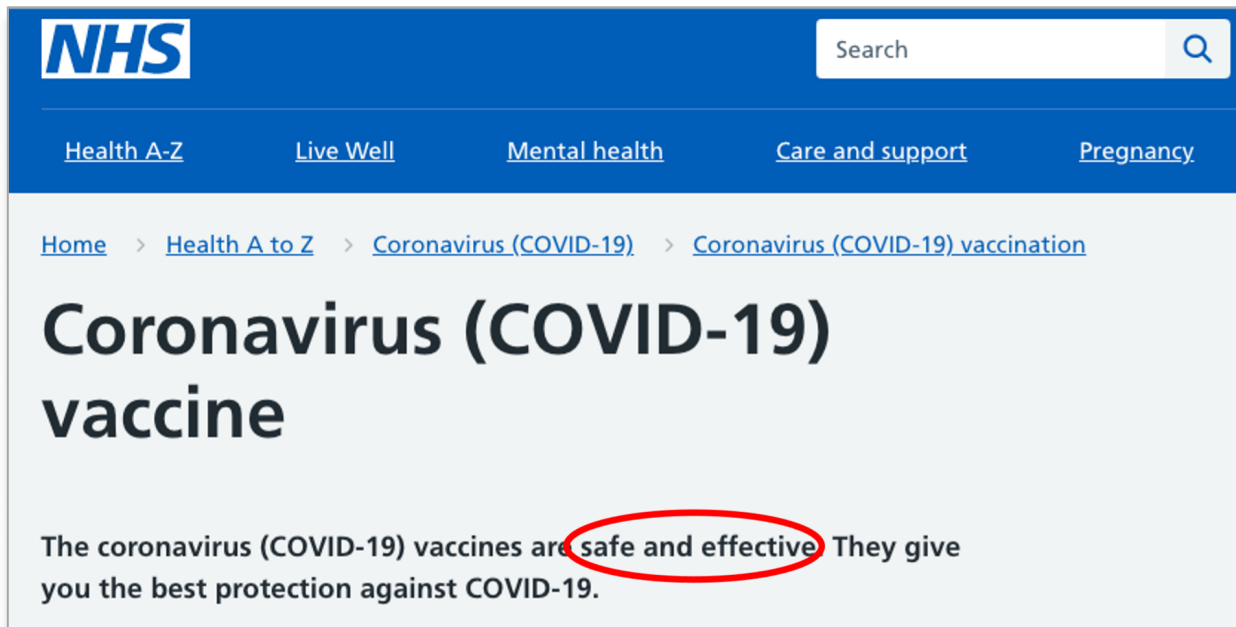 NHS
Search
Health A-Z Live Well Mental health Care and support Pregnancy
Home > Health A to Z > Coronavirus (COVID-19) > Coronavirus (COVID-19) vaccination
Coronavirus (COVID-19)
vaccine
The coronavirus (COVID-19) vaccines are safe and effective. They give
you the best protection against COVID-19.